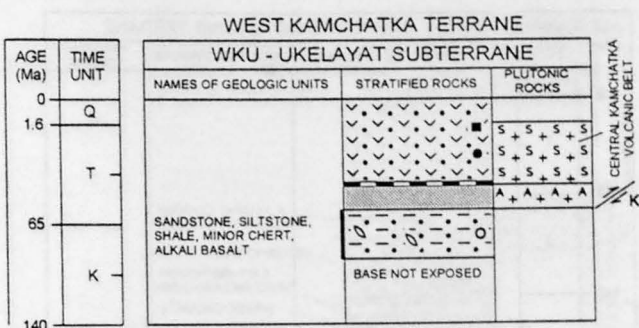 WEST KAMCHATKA TERRANE
WKU - UKELAYAT SUBTERRANE
AGE
(Ma)
TIME
UNIT
NAMES OF GEOLOGIC UNITS
STRATIFIED ROCKS
PLUTONIC
ROCKS
CENTRAL KAMCHATKA
VOLCANIC BELT
0
Q
1.6
S S S S
S S S S
S S S S
T
A A A A
K
65
SANDSTONE, SILTSTONE,
SHALE, MINOR CHERT,
ALKALI BASALT
K
BASE NOT EXPOSED
140